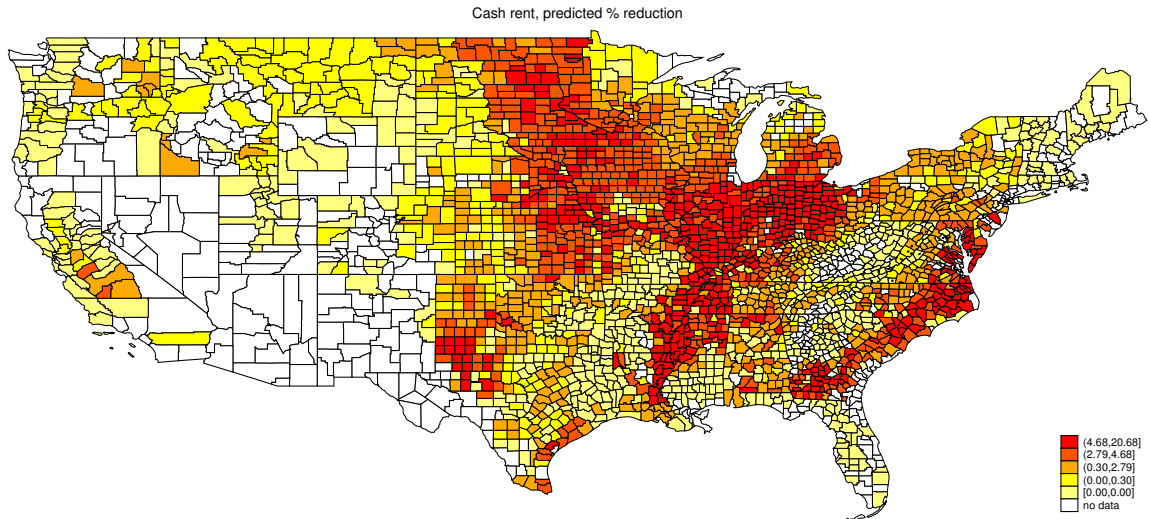 Cash rent, predicted % reduction
(4.68,20.68]
(2.79,4.68]
(0.30,2.79]
(0.00,0.30]
[0.00,0.00]
no data